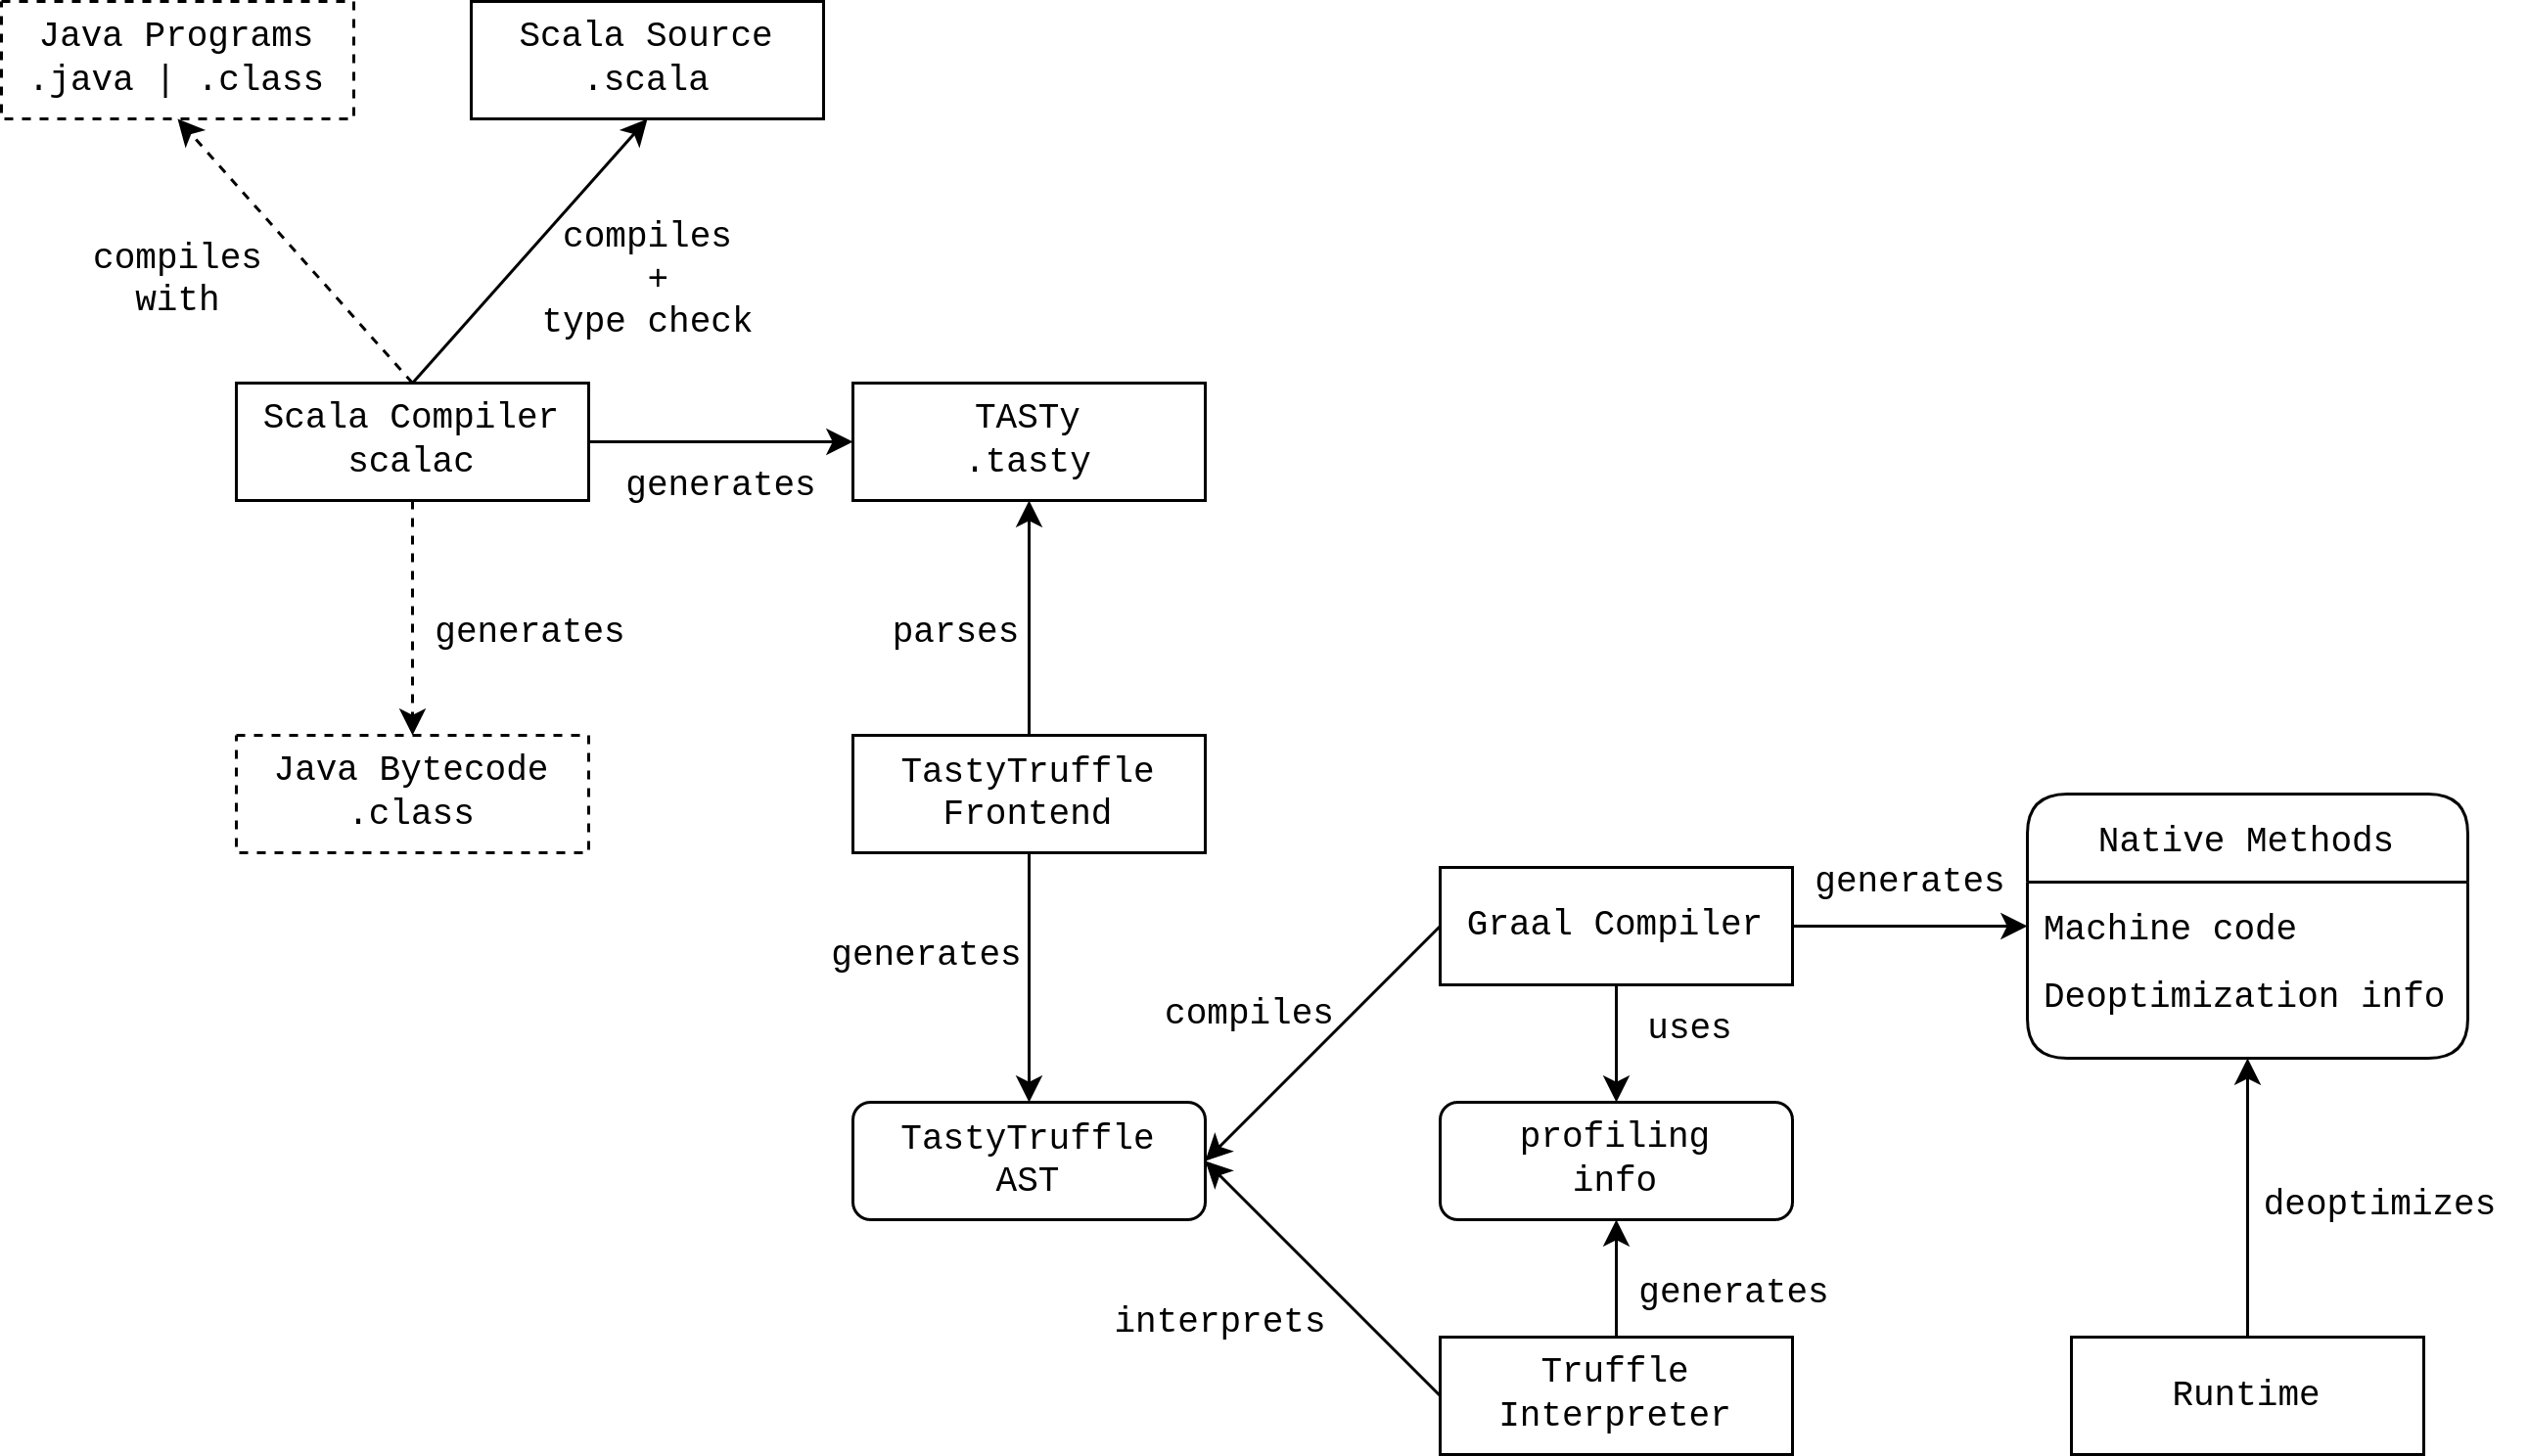 Java Programs
.java | .class
Scala Source
.scala
compiles
with
compiles
+
type check
Scala Compiler
scalac
generates
TASTy
.tasty
generates
parses
Java Bytecode
.class
TastyTruffle
Frontend
generates
Graal Compiler
generates
Native Methods
Machine code
Deoptimization info
compiles
uses
TastyTruffle
AST
profiling
info
deoptimizes
interprets
generates
Truffle
Interpreter
Runtime